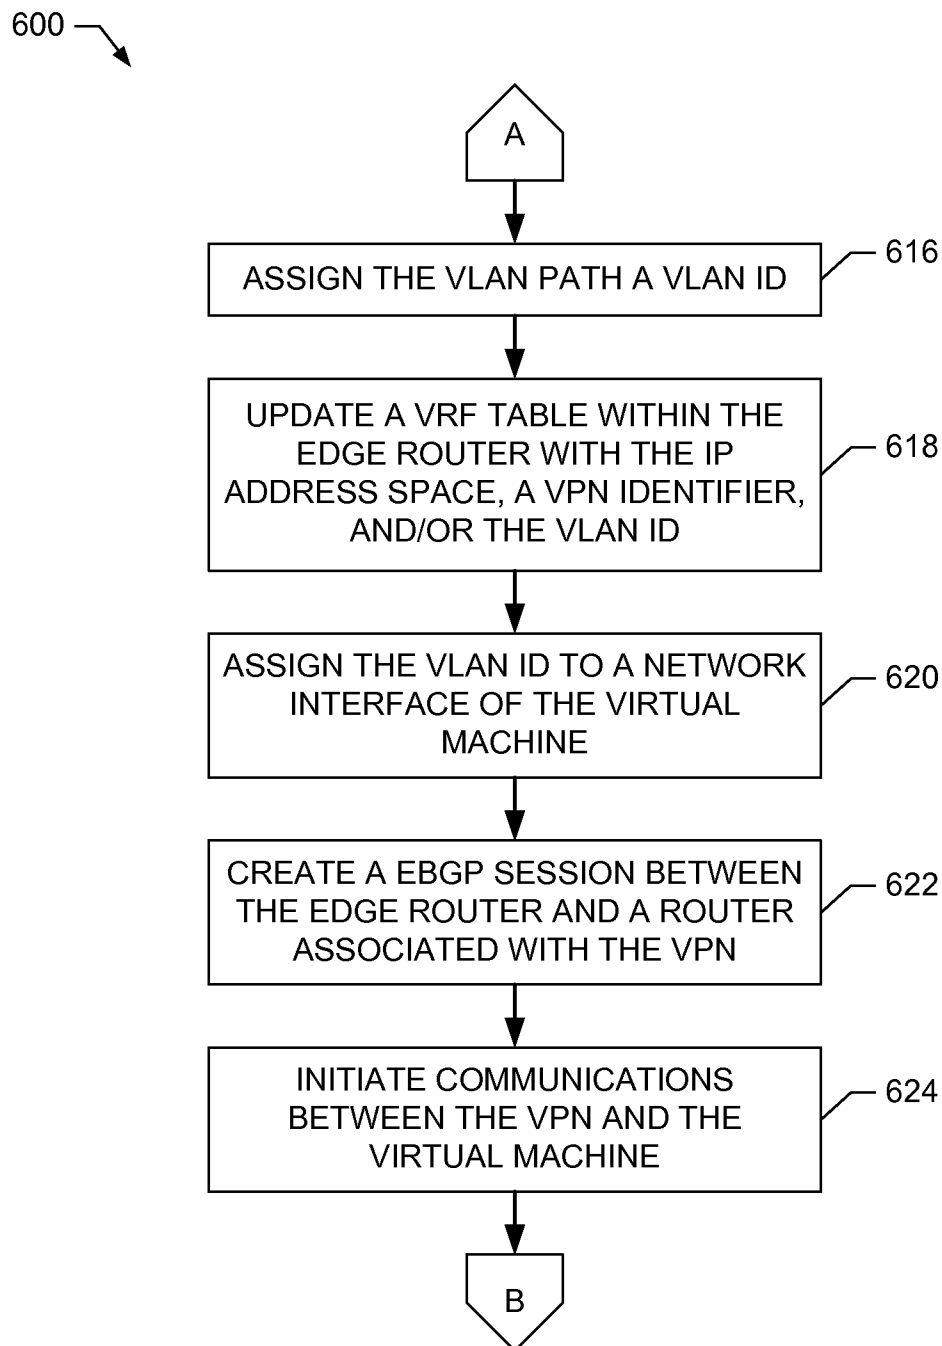 600
A
ASSIGN THE VLAN PATH A VLAN ID
616
UPDATE A VRF TABLE WITHIN THE
EDGE ROUTER WITH THE IP
ADDRESS SPACE, A VPN IDENTIFIER,
AND/OR THE VLAN ID
618
ASSIGN THE VLAN ID TO A NETWORK
INTERFACE OF THE VIRTUAL
MACHINE
620
CREATE A EBGP SESSION BETWEEN
THE EDGE ROUTER AND A ROUTER
ASSOCIATED WITH THE VPN
622
INITIATE COMMUNICATIONS
BETWEEN THE VPN AND THE
VIRTUAL MACHINE
624
B